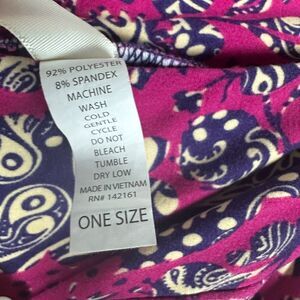 92% POLYESTER
8% SPANDEX
MACHINE
WASH
COLD
GENTLE
CYCLE
DO NOT
BLEACH
TUMBLE
DRY LOW
MADE IN VIETNAM
RN# 142161
ONE SIZE